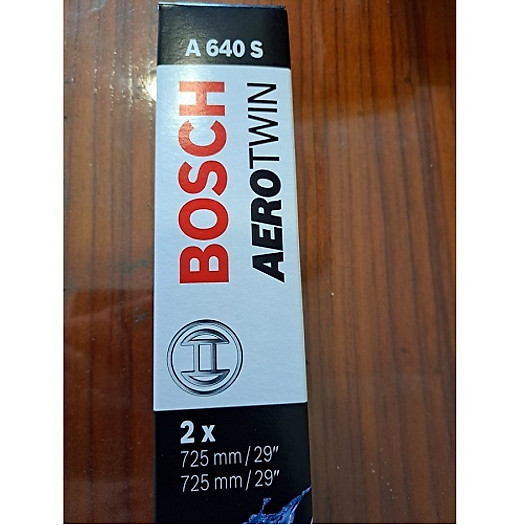 A 640 S
BOSCH
AEROTWIN
2 x
725 mm / 29″
725 mm / 29″